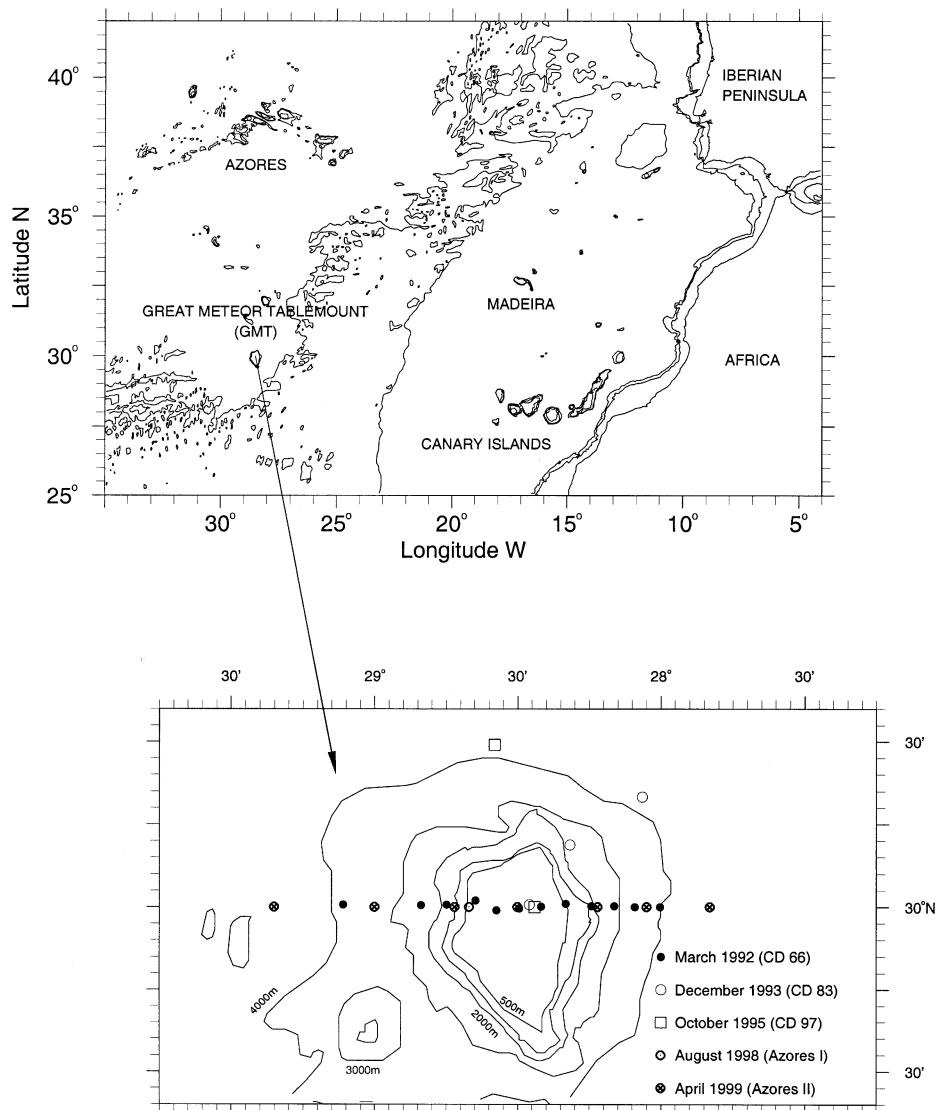 40°
35°
30°
25°
Latitude N
IBERIAN
PENINSULA
AZORES
GREAT METEOR TABLEMOUNT
(GMT)
MADEIRA
AFRICA
CANARY ISLANDS
30° 25° 20° 15° 10° 5°
Longitude W
30' 29° 30' 28° 30'
30'
30°N
30'
4000m
3000m
2000m
500m
March 1992 (CD 66)
December 1993 (CD 83)
October 1995 (CD 97)
August 1998 (Azores I)
April 1999 (Azores II)